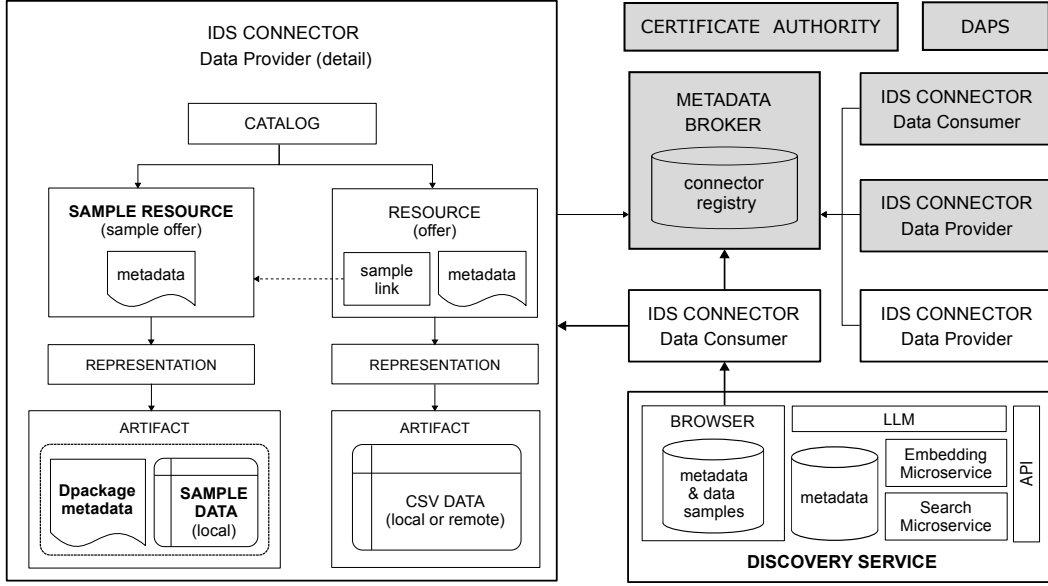 IDS CONNECTOR
Data Provider (detail)
CATALOG
SAMPLE RESOURCE
(sample offer)
metadata
RESOURCE
(offer)
sample
link
metadata
REPRESENTATION
REPRESENTATION
ARTIFACT
Dpackage
metadata
SAMPLE
DATA
(local)
ARTIFACT
CSV DATA
(local or remote)
CERTIFICATE AUTHORITY
DAPS
METADATA
BROKER
connector
registry
IDS CONNECTOR
Data Consumer
IDS CONNECTOR
Data Provider
IDS CONNECTOR
Data Consumer
IDS CONNECTOR
Data Provider
BROWSER
metadata
& data
samples
LLM
metadata
Embedding
Microservice
Search
Microservice
API
DISCOVERY SERVICE